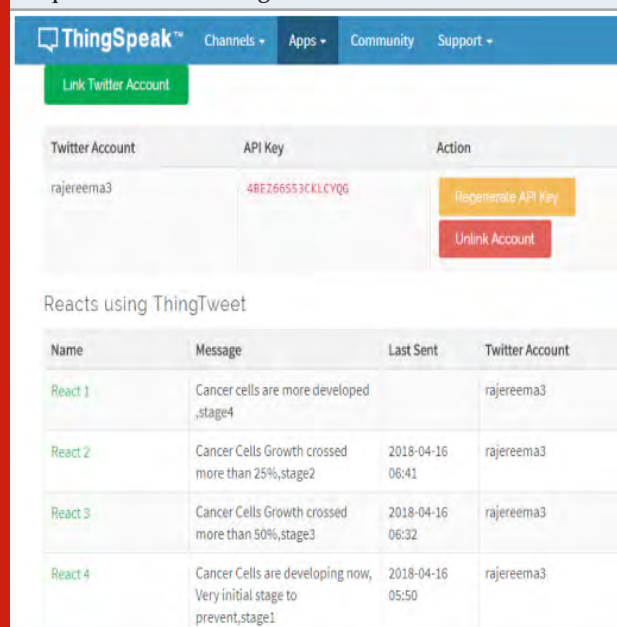 ThingSpeak™ Channels Apps Community Support
Link Twitter Account
Twitter Account API Key Action
rajereema3 4BEZ66S53CKLCYQG Regenerate API Key
Unlink Account
Reacts using ThingTweet
Name Message Last Sent Twitter Account
React 1 Cancer cells are more developed rajereema3
,stage4
React 2 Cancer Cells Growth crossed 2018-04-16 rajereema3
more than 25%,stage2 06:41
React 3 Cancer Cells Growth crossed 2018-04-16 rajereema3
more than 50%,stage3 06:32
React 4 Cancer Cells are developing now, 2018-04-16 rajereema3
Very initial stage to 05:50
prevent,stage1